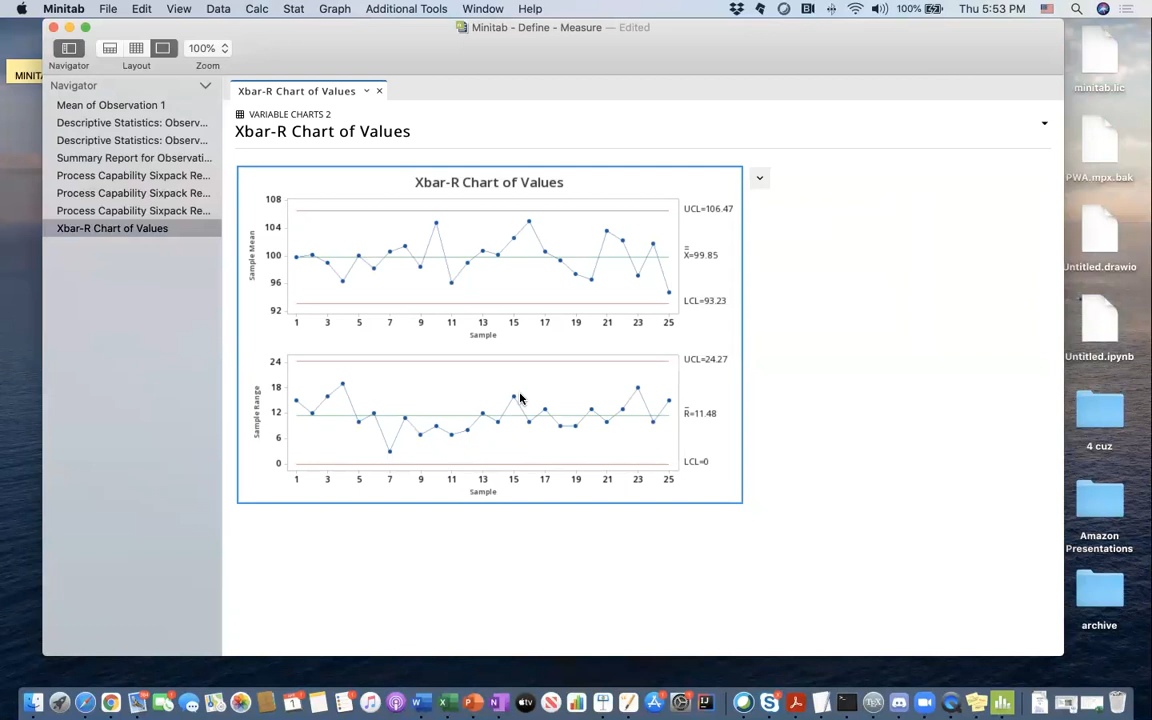 Minitab File Edit View Data Calc Stat Graph Additional Tools Window Help 100% Thu 5:53 PM
Minitab - Define - Measure — Edited
100%
Navigator Layout Zoom
MINITA
Navigator
Mean of Observation 1
Descriptive Statistics: Observ...
Descriptive Statistics: Observ...
Summary Report for Observati...
Process Capability Sixpack Re...
Process Capability Sixpack Re...
Process Capability Sixpack Re...
Xbar-R Chart of Values
Xbar-R Chart of Values
VARIABLE CHARTS 2
Xbar-R Chart of Values
Xbar-R Chart of Values
108
104
100
96
92
Sample Mean
UCL=106.47
X̿=99.85
LCL=93.23
1 3 5 7 9 11 13 15 17 19 21 23 25
Sample
24
18
12
6
0
Sample Range
UCL=24.27
R̅=11.48
LCL=0
1 3 5 7 9 11 13 15 17 19 21 23 25
Sample
minitab.lic
PWA.mpx.bak
Untitled.drawio
Untitled.ipynb
4 cuz
Amazon
Presentations
archive